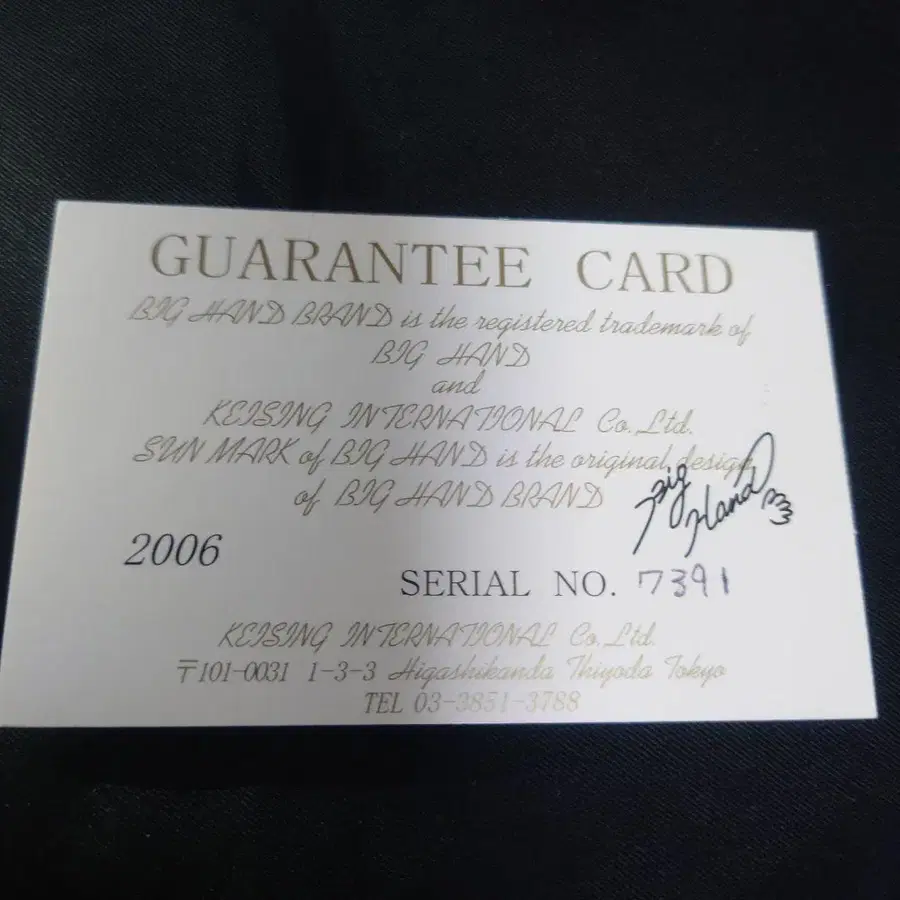 GUARANTEE CARD
BIG HAND BRAND is the registered trademark of
BIG HAND
and
KEISING INTERNATIONAL Co.,Ltd.
SUN MARK of BIG HAND is the original design
of BIG HAND BRAND
Big
Hand
2006
SERIAL NO. 7391
KEISING INTERNATIONAL Co.,Ltd.
〒101-0031 1-3-3 Higashikanda Thiyoda Tokyo
TEL 03-3851-3788